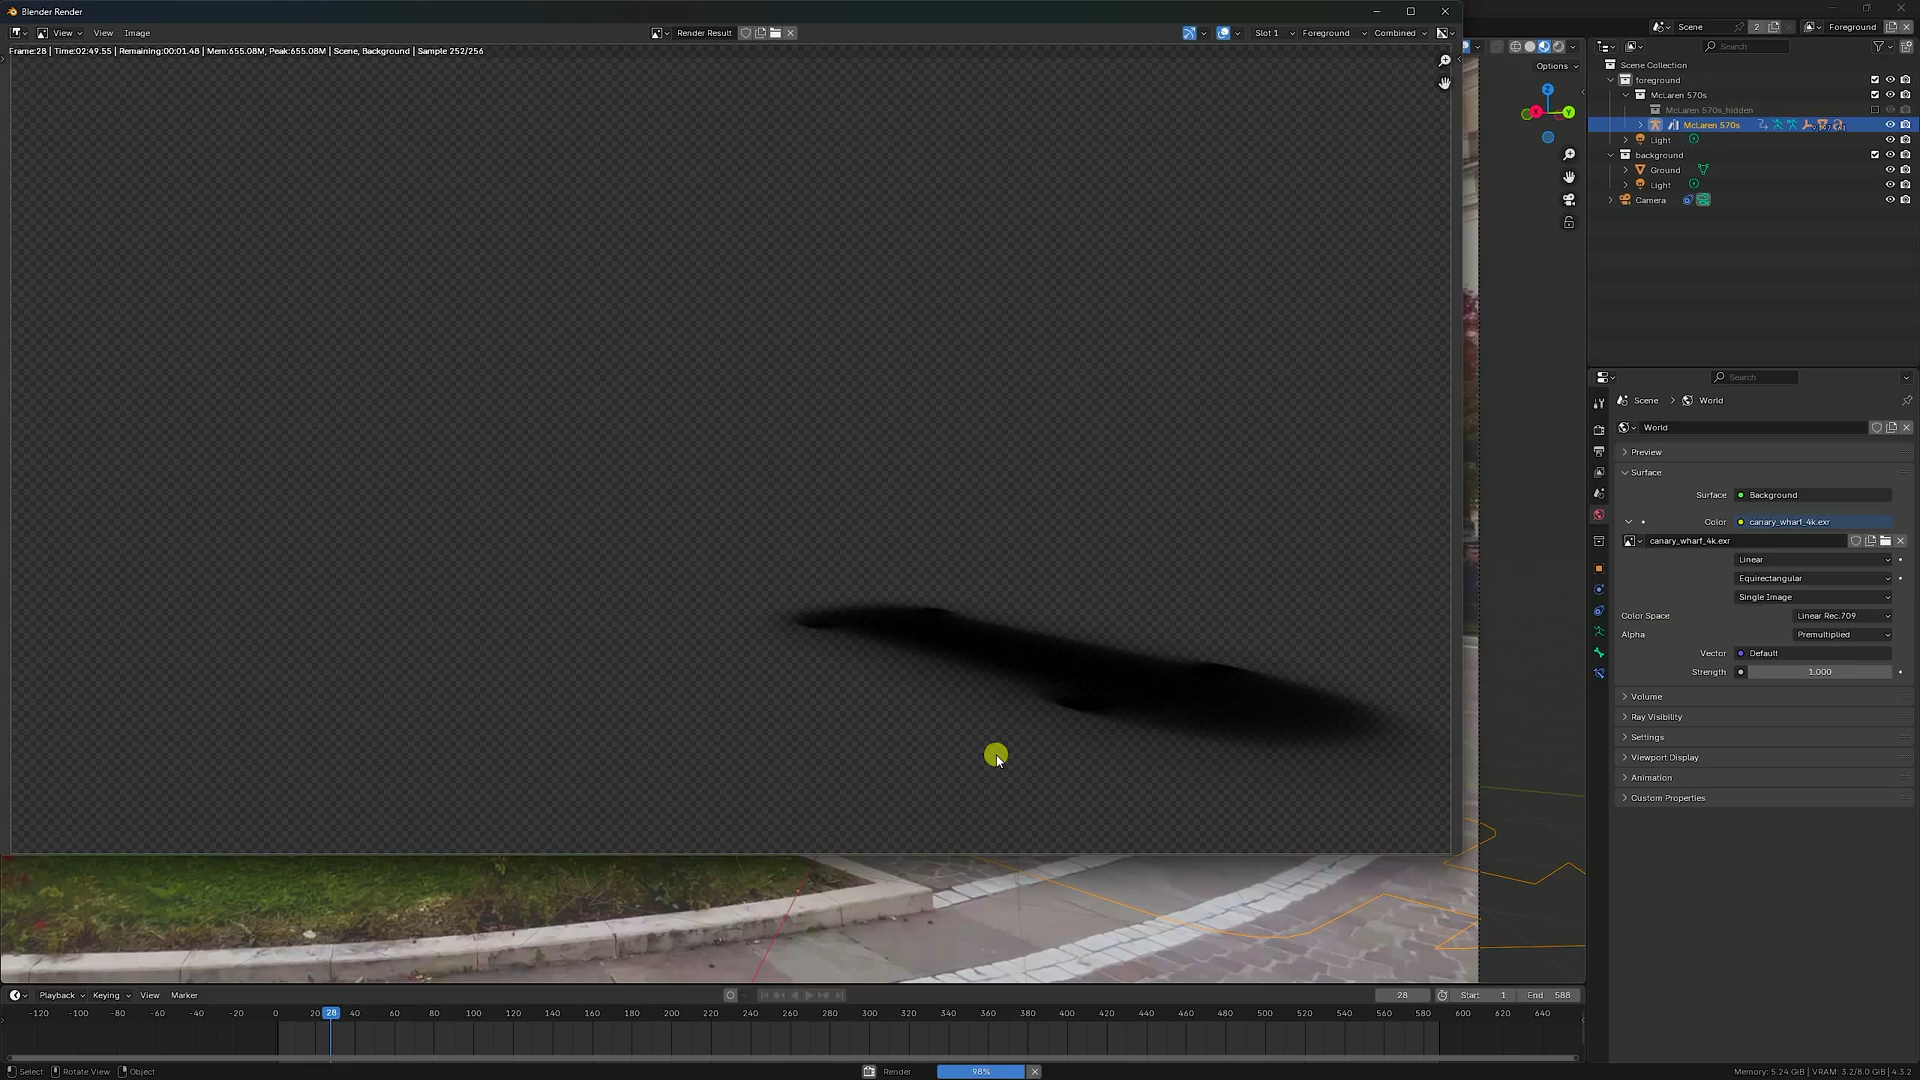 Blender Render
View View Image
Render Result
Slot 1 Foreground Combined
Frame:28 | Time:02:49.55 | Remaining:00:01.48 | Mem:655.08M, Peak:655.08M | Scene, Background | Sample 252/256
Scene 2 Foreground
Search
Options
Scene Collection
foreground
McLaren 570s
McLaren 570s_hidden
McLaren 570s
Light
background
Ground
Light
Camera
X Y Z
Search
Scene > World
World
Preview
Surface
Surface Background
Color canary_wharf_4k.exr
canary_wharf_4k.exr
Linear
Equirectangular
Single Image
Color Space Linear Rec.709
Alpha Premultiplied
Vector Default
Strength 1.000
Volume
Ray Visibility
Settings
Viewport Display
Animation
Custom Properties
Playback Keying View Marker
28 Start 1 End 588
-120 -100 -80 -60 -40 -20 0 20 28 40 60 80 100 120 140 160 180 200 220 240 260 280 300 320 340 360 380 400 420 440 460 480 500 520 540 560 580 600 620 640
Select Rotate View Object Render 98% Memory: 5.24 GiB | VRAM: 3.2/8.0 GiB | 4.3.2